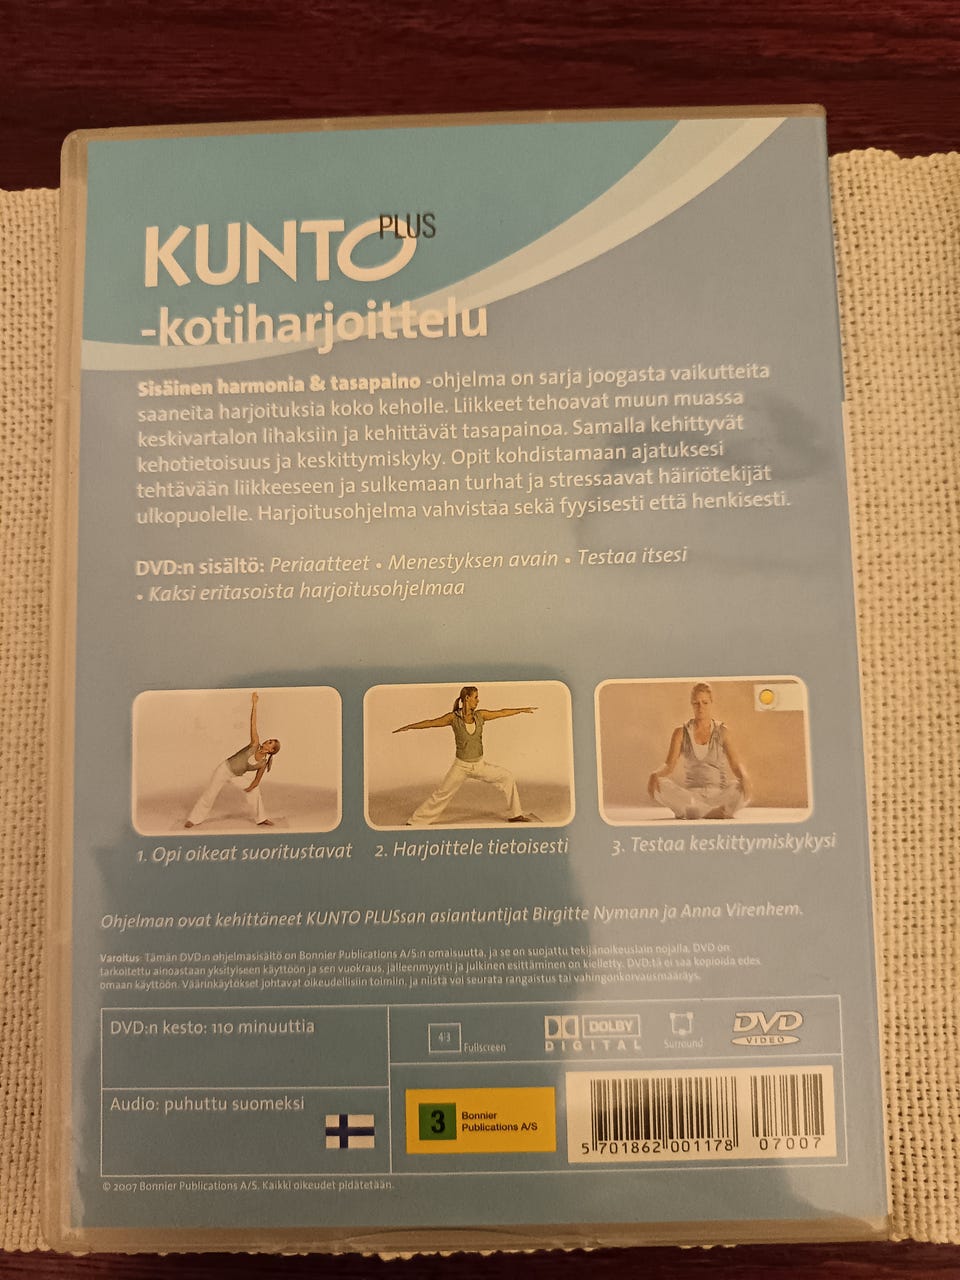 KUNTO PLUS
-kotiharjoittelu
Sisäinen harmonia & tasapaino -ohjelma on sarja joogasta vaikutteita
saaneita harjoituksia koko keholle. Liikkeet tehoavat muun muassa
keskivartalon lihaksiin ja kehittävät tasapainoa. Samalla kehittyvät
kehotietoisuus ja keskittymiskyky. Opit kohdistamaan ajatuksesi
tehtävään liikkeeseen ja sulkemaan turhat ja stressaavat häiriötekijät
ulkopuolelle. Harjoitusohjelma vahvistaa sekä fyysisesti että henkisesti.
DVD:n sisältö: Periaatteet • Menestyksen avain • Testaa itsesi
• Kaksi eritasoista harjoitusohjelmaa
1. Opi oikeat suoritustavat
2. Harjoittele tietoisesti
3. Testaa keskittymiskykysi
Ohjelman ovat kehittäneet KUNTO PLUSsan asiantuntijat Birgitte Nymann ja Anna Virenhem.
Varoitus: Tämän DVD:n ohjelmasisältö on Bonnier Publications A/S:n omaisuutta, ja se on suojattu tekijänoikeuslain nojalla. DVD on
tarkoitettu ainoastaan yksityiseen käyttöön ja sen vuokraus, jälleenmyynti ja julkinen esittäminen on kielletty. DVD:tä ei saa kopioida edes
omaan käyttöön. Väärinkäytökset johtavat oikeudellisiin toimiin, ja niistä voi seurata rangaistus tai vahingonkorvausmääräys.
DVD:n kesto: 110 minuuttia
4:3 Fullscreen
DOLBY
DIGITAL
Surround
DVD
VIDEO
Audio: puhuttu suomeksi
3
Bonnier
Publications A/S
5 701862 001178
07007
© 2007 Bonnier Publications A/S. Kaikki oikeudet pidätetään.